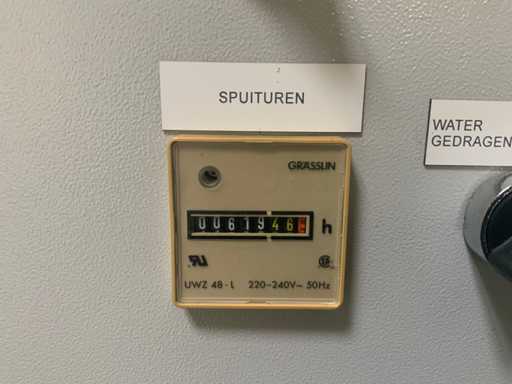 SPUITUREN
WATER
GEDRAGEN
GRÄSSLIN
0061946
h
UWZ 48-L 220-240V~ 50Hz